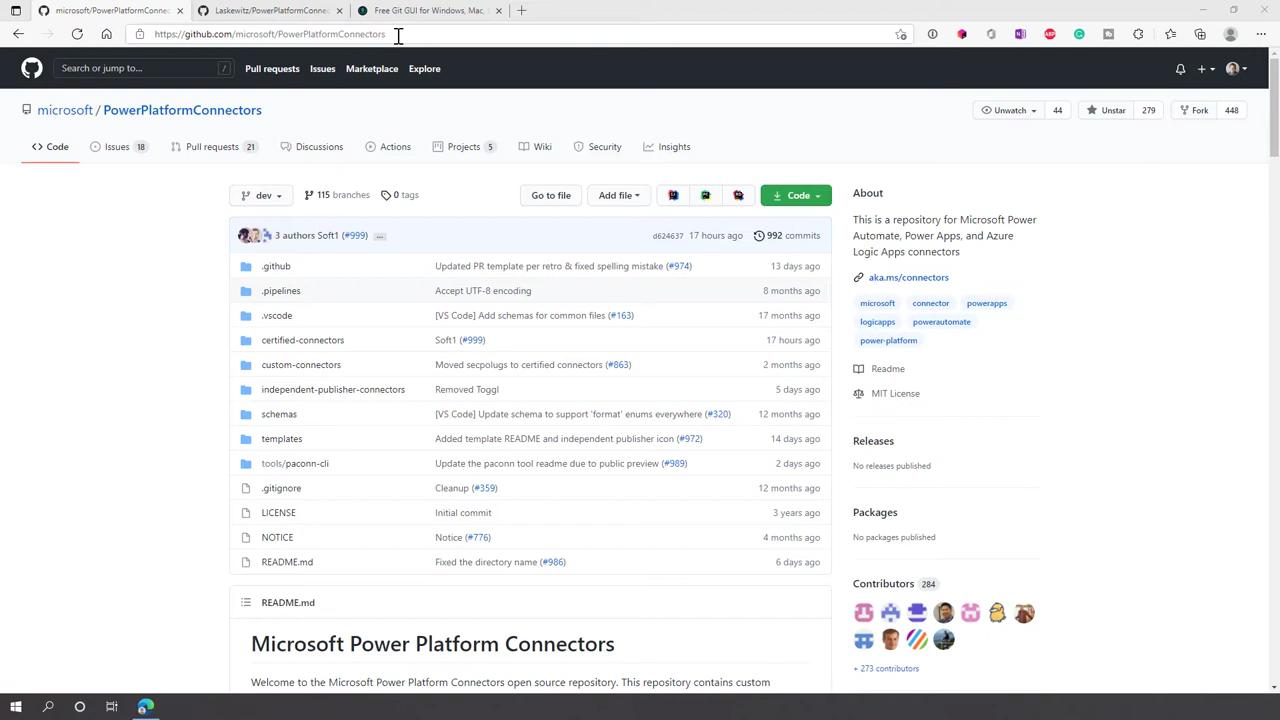 microsoft/PowerPlatformConnec
Laskewitz/PowerPlatformConnec
Free Git GUI for Windows, Mac,
https://github.com/microsoft/PowerPlatformConnectors
Search or jump to...
/
Pull requests
Issues
Marketplace
Explore
microsoft / PowerPlatformConnectors
Unwatch
44
Unstar
279
Fork
448
Code
Issues 18
Pull requests 21
Discussions
Actions
Projects 5
Wiki
Security
Insights
dev
115 branches
0 tags
Go to file
Add file
Code
3 authors Soft1 (#999) ...
d624637 17 hours ago
992 commits
.github Updated PR template per retro & fixed spelling mistake (#974) 13 days ago
.pipelines Accept UTF-8 encoding 8 months ago
.vscode [VS Code] Add schemas for common files (#163) 17 months ago
certified-connectors Soft1 (#999) 17 hours ago
custom-connectors Moved secpolugs to certified connectors (#863) 2 months ago
independent-publisher-connectors Removed Toggl 5 days ago
schemas [VS Code] Update schema to support 'format' enums everywhere (#320) 12 months ago
templates Added template README and independent publisher icon (#972) 14 days ago
tools/paconn-cli Update the paconn tool readme due to public preview (#989) 2 days ago
.gitignore Cleanup (#359) 12 months ago
LICENSE Initial commit 3 years ago
NOTICE Notice (#776) 4 months ago
README.md Fixed the directory name (#986) 6 days ago
README.md
Microsoft Power Platform Connectors
Welcome to the Microsoft Power Platform Connectors open source repository. This repository contains custom
About
This is a repository for Microsoft Power
Automate, Power Apps, and Azure
Logic Apps connectors
aka.ms/connectors
microsoft connector powerapps
logicapps powerautomate
power-platform
Readme
MIT License
Releases
No releases published
Packages
No packages published
Contributors 284
+ 273 contributors